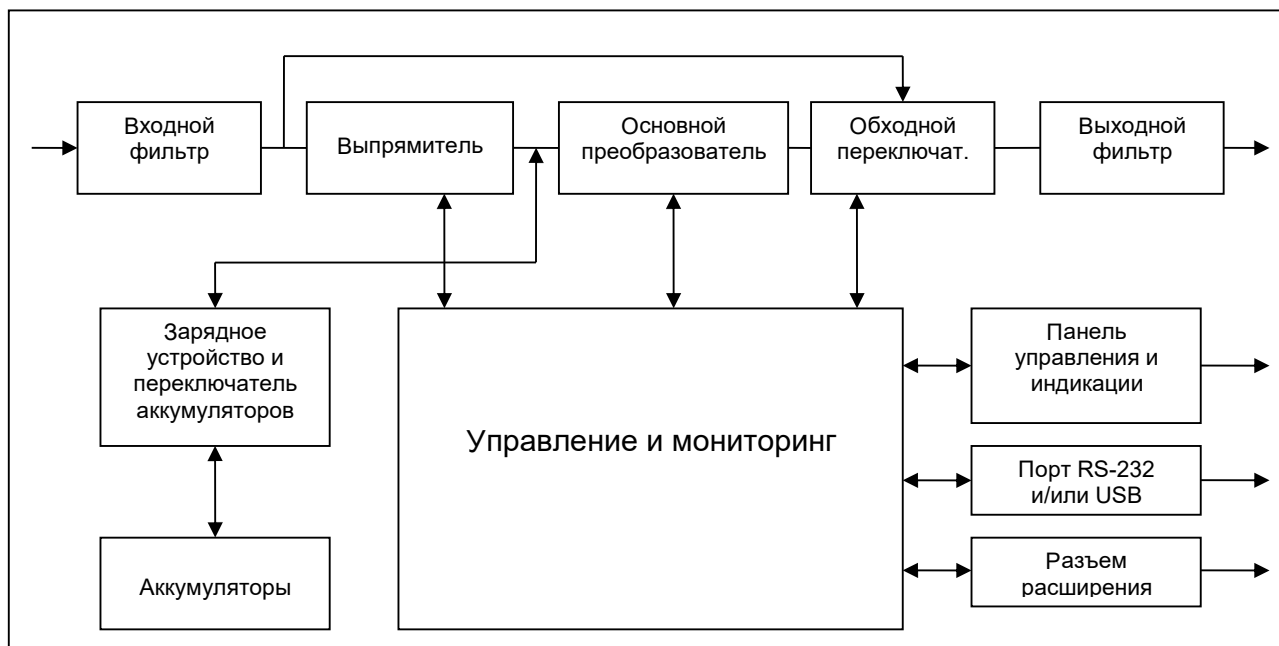 Входной
фильтр
Выпрямитель
Основной
преобразователь
Обходной
переключат.
Выходной
фильтр
Зарядное
устройство и
переключатель
аккумуляторов
Управление и мониторинг
Панель
управления и
индикации
Порт RS-232
и/или USB
Аккумуляторы
Разъем
расширения